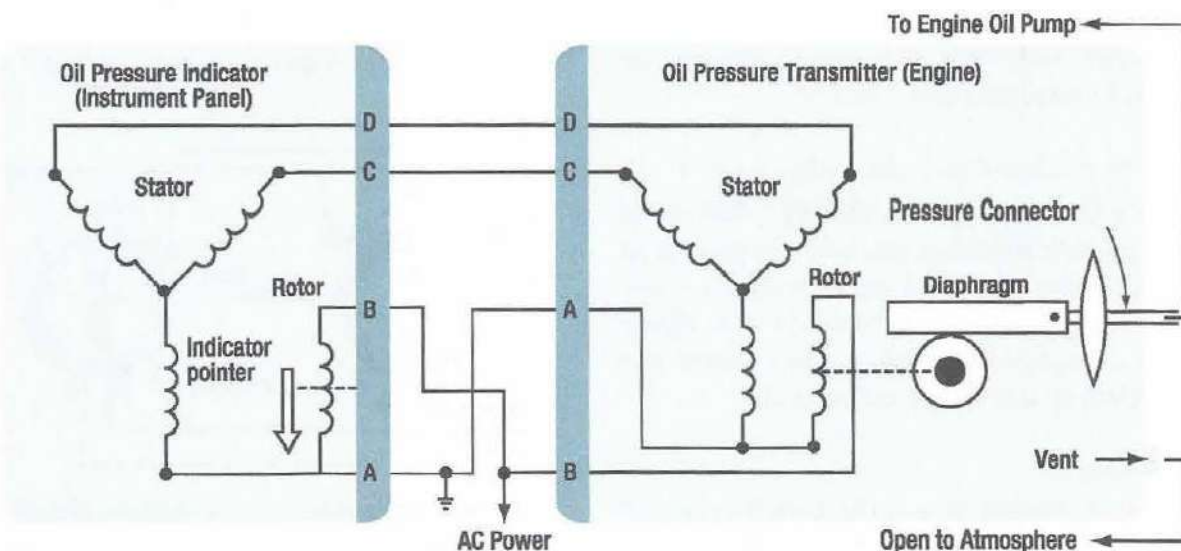 To Engine Oil Pump
Oil Pressure Indicator
(Instrument Panel)
Oil Pressure Transmitter (Engine)
D
D
C
C
Stator
Stator
Pressure Connector
Rotor
Rotor
B
A
Diaphragm
Indicator
pointer
A
B
Vent
AC Power
Open to Atmosphere